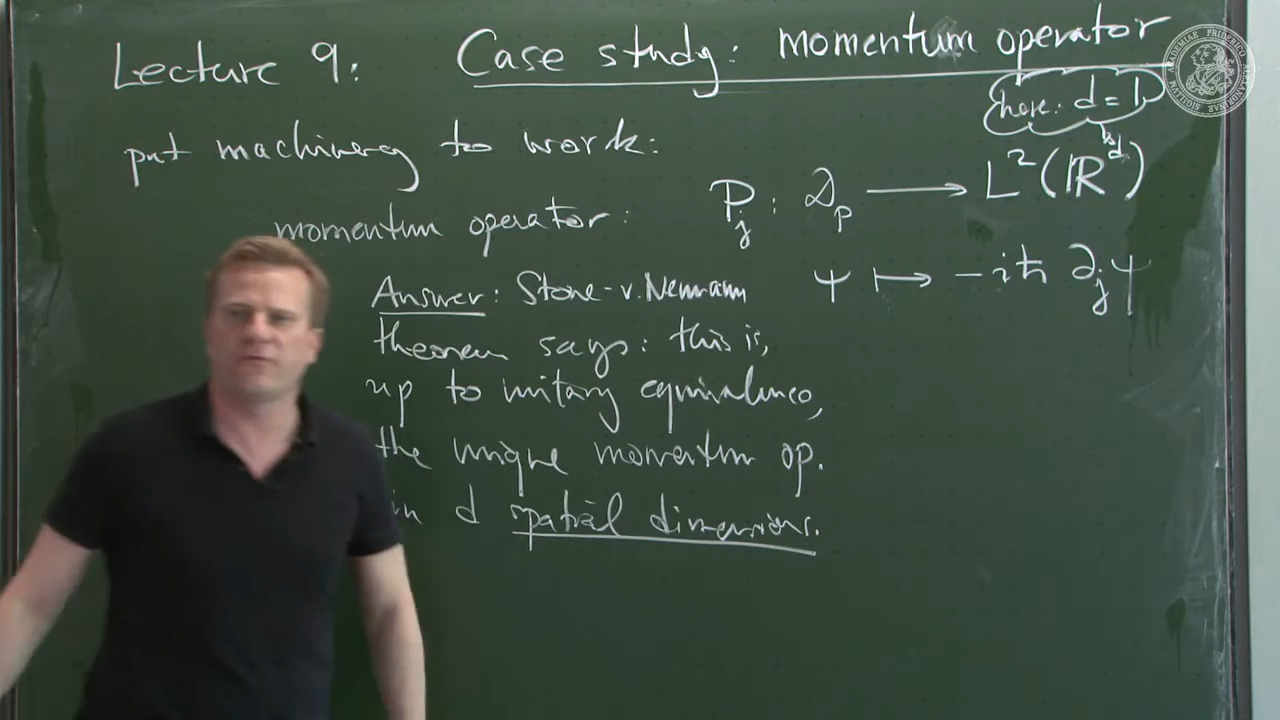 Lecture 9: Case study: momentum operator
here: d = 1
put machinery to work:
P_j : 𝒟_p ⟶ L²(ℝ^d)
momentum operator:
ψ ↦ -iħ ∂_j ψ
Answer: Stone-v. Neumann
theorem says: this is,
up to unitary equivalence,
the unique momentum op.
in d spatial dimensions.